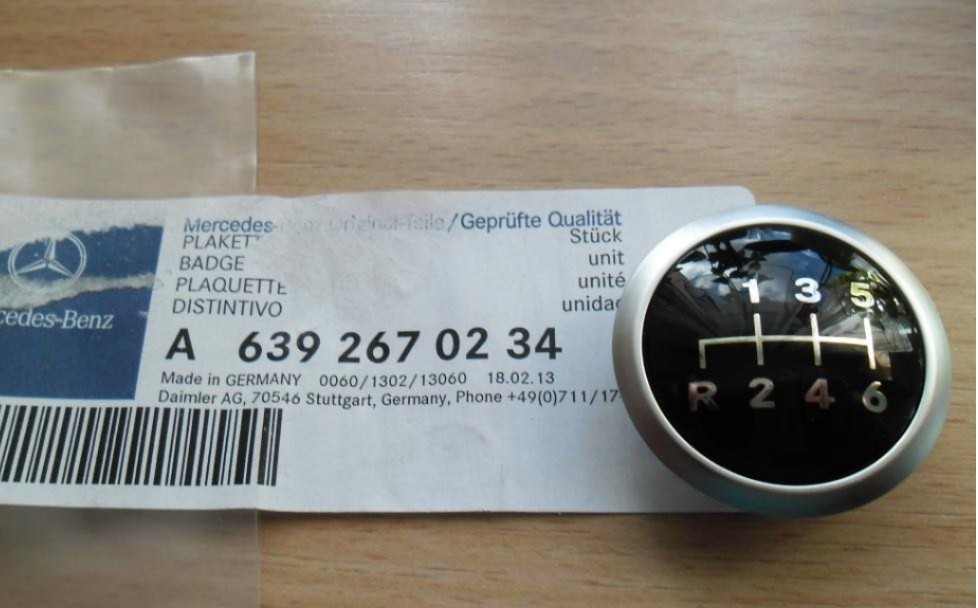 Mercedes-Benz Original-Teile/Geprüfte Qualität
PLAKET Stück
BADGE unit
PLAQUETTE unité
DISTINTIVO unidad
cedes-Benz
A 639 267 02 34
Made in GERMANY 0060/1302/13060 18.02.13
Daimler AG, 70546 Stuttgart, Germany, Phone +49(0)711/17-
1 3 5
R 2 4 6